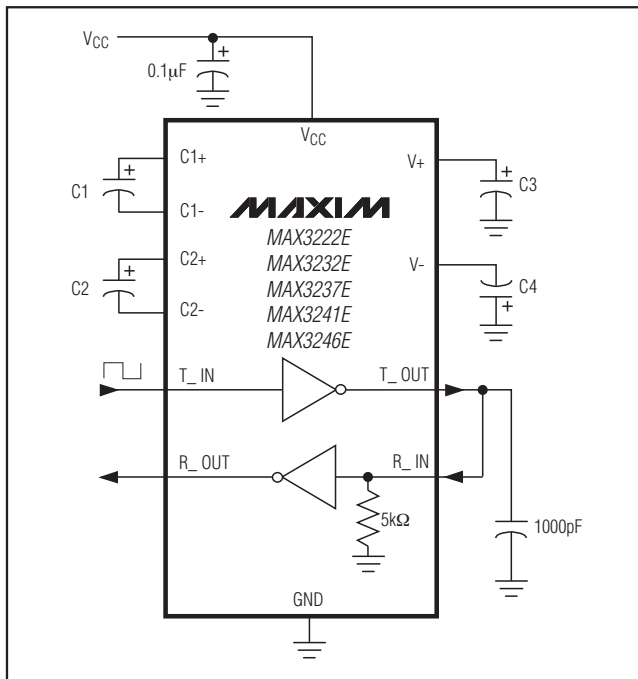 VCC
0.1μF
VCC
C1+
V+
C1
C3
C1-
MAXIM
MAX3222E
C2+
MAX3232E
V-
C2
MAX3237E
C4
C2-
MAX3241E
MAX3246E
T_ IN
T_ OUT
R_ OUT
R_ IN
5kΩ
1000pF
GND